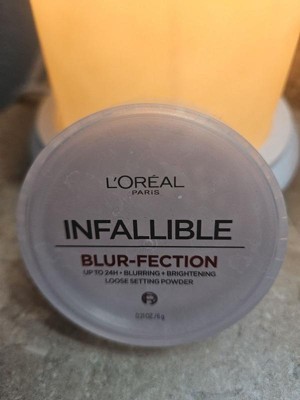 L'ORÉAL
PARIS
INFALLIBLE
BLUR-FECTION
UP TO 24H • BLURRING + BRIGHTENING
LOOSE SETTING POWDER